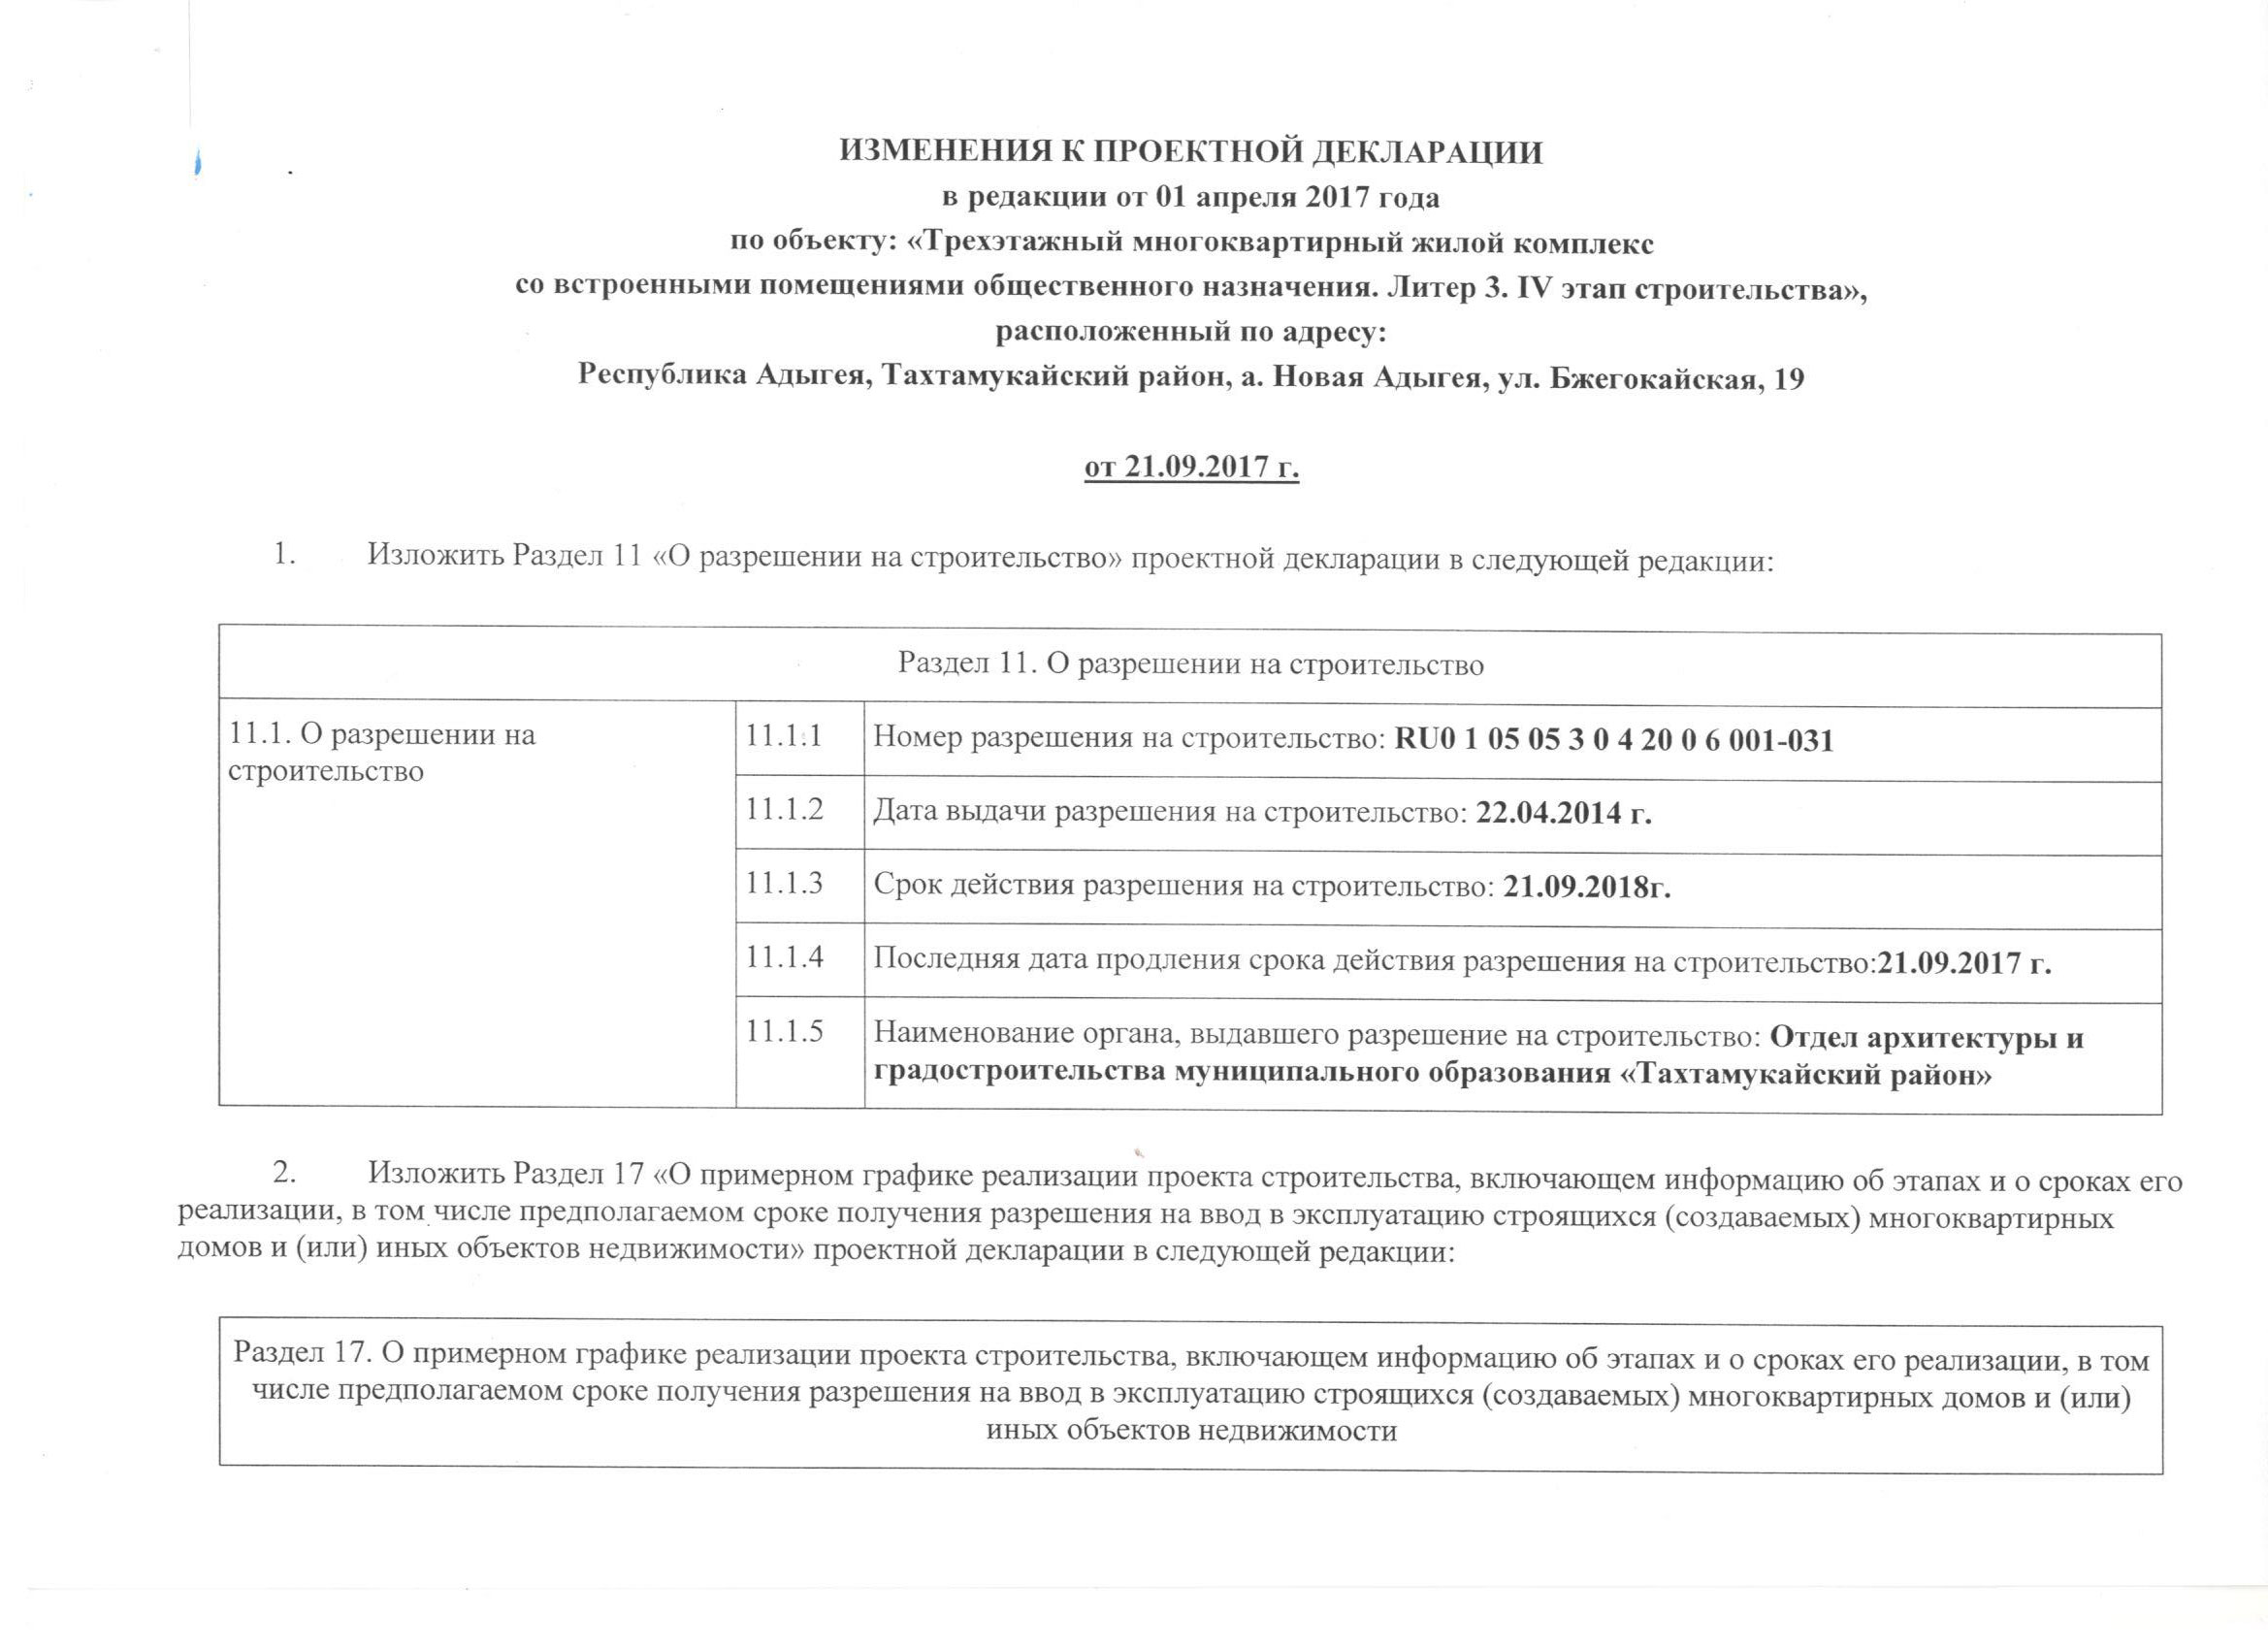 ИЗМЕНЕНИЯ К ПРОЕКТНОЙ ДЕКЛАРАЦИИ
в редакции от 01 апреля 2017 года
по объекту: «Трехэтажный многоквартирный жилой комплекс
со встроенными помещениями общественного назначения. Литер 3. IV этап строительства»,
расположенный по адресу:
Республика Адыгея, Тахтамукайский район, а. Новая Адыгея, ул. Бжегокайская, 19
от 21.09.2017 г.
1. Изложить Раздел 11 «О разрешении на строительство» проектной декларации в следующей редакции:
Раздел 11. О разрешении на строительство
11.1. О разрешении на
строительство
11.1.1 Номер разрешения на строительство: RU0 1 05 05 3 0 4 20 0 6 001-031
11.1.2 Дата выдачи разрешения на строительство: 22.04.2014 г.
11.1.3 Срок действия разрешения на строительство: 21.09.2018г.
11.1.4 Последняя дата продления срока действия разрешения на строительство:21.09.2017 г.
11.1.5 Наименование органа, выдавшего разрешение на строительство: Отдел архитектуры и
градостроительства муниципального образования «Тахтамукайский район»
2. Изложить Раздел 17 «О примерном графике реализации проекта строительства, включающем информацию об этапах и о сроках его
реализации, в том числе предполагаемом сроке получения разрешения на ввод в эксплуатацию строящихся (создаваемых) многоквартирных
домов и (или) иных объектов недвижимости» проектной декларации в следующей редакции:
Раздел 17. О примерном графике реализации проекта строительства, включающем информацию об этапах и о сроках его реализации, в том
числе предполагаемом сроке получения разрешения на ввод в эксплуатацию строящихся (создаваемых) многоквартирных домов и (или)
иных объектов недвижимости